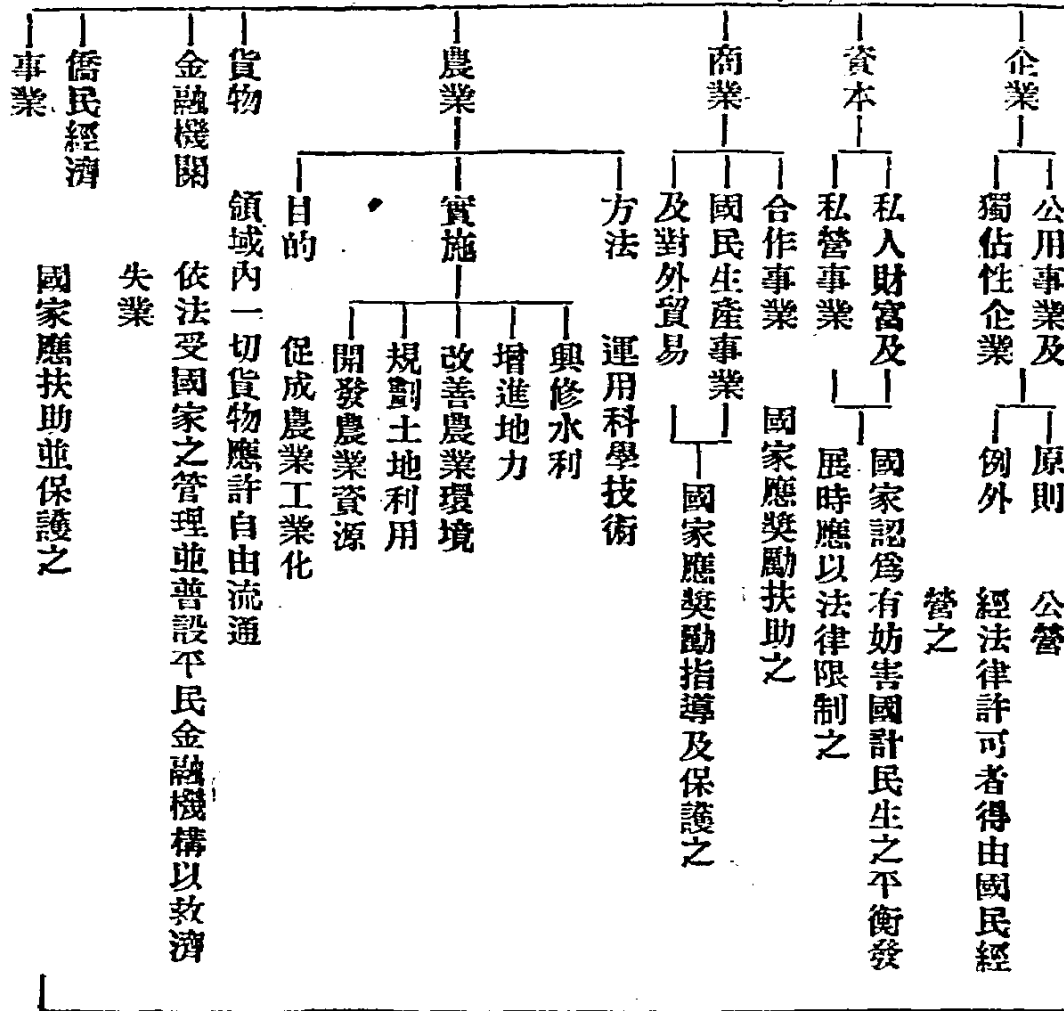 企業
公用事業及
獨佔性企業
原則
公營
例外
經法律許可者得由國民經
營之
資本
私人財富及
私營事業
國家認爲有妨害國計民生之平衡發
展時應以法律限制之
商業
合作事業
國家應奬勵扶助之
國民生產事業
及對外貿易
國家應奬勵指導及保護之
農業
方法
運用科學技術
實施
興修水利
增進地力
改善農業環境
規劃土地利用
開發農業資源
目的
促成農業工業化
貨物
領域內一切貨物應許自由流通
金融機關
依法受國家之管理並普設平民金融機構以救濟
失業
僑民經濟
事業
國家應扶助並保護之